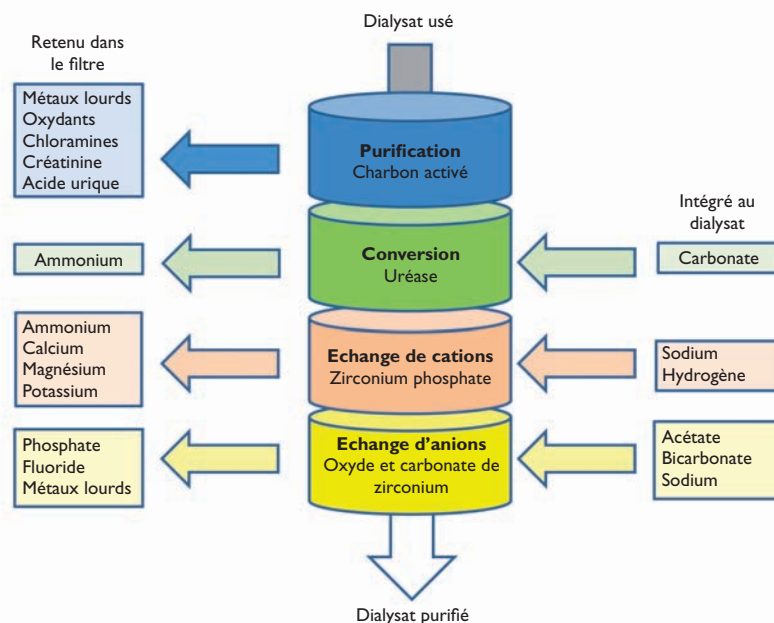 Dialysat usé
Retenu dans
le filtre
Métaux lourds
Oxydants
Chloramines
Créatinine
Acide urique
Purification
Charbon activé
Intégré au
dialysat
Ammonium
Conversion
Uréase
Carbonate
Ammonium
Calcium
Magnésium
Potassium
Echange de cations
Zirconium phosphate
Sodium
Hydrogène
Phosphate
Fluoride
Métaux lourds
Echange d'anions
Oxyde et carbonate de
zirconium
Acétate
Bicarbonate
Sodium
Dialysat purifié